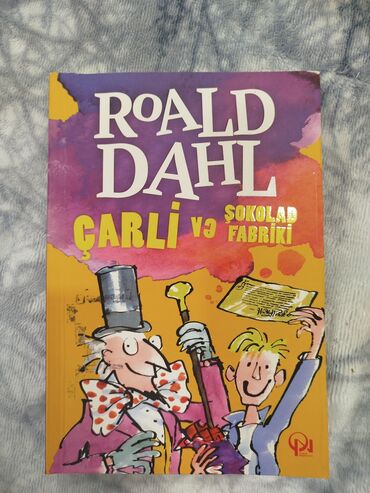 ROALD
DAHL
ÇARLİ və ŞOKOLAD
FABRİKİ